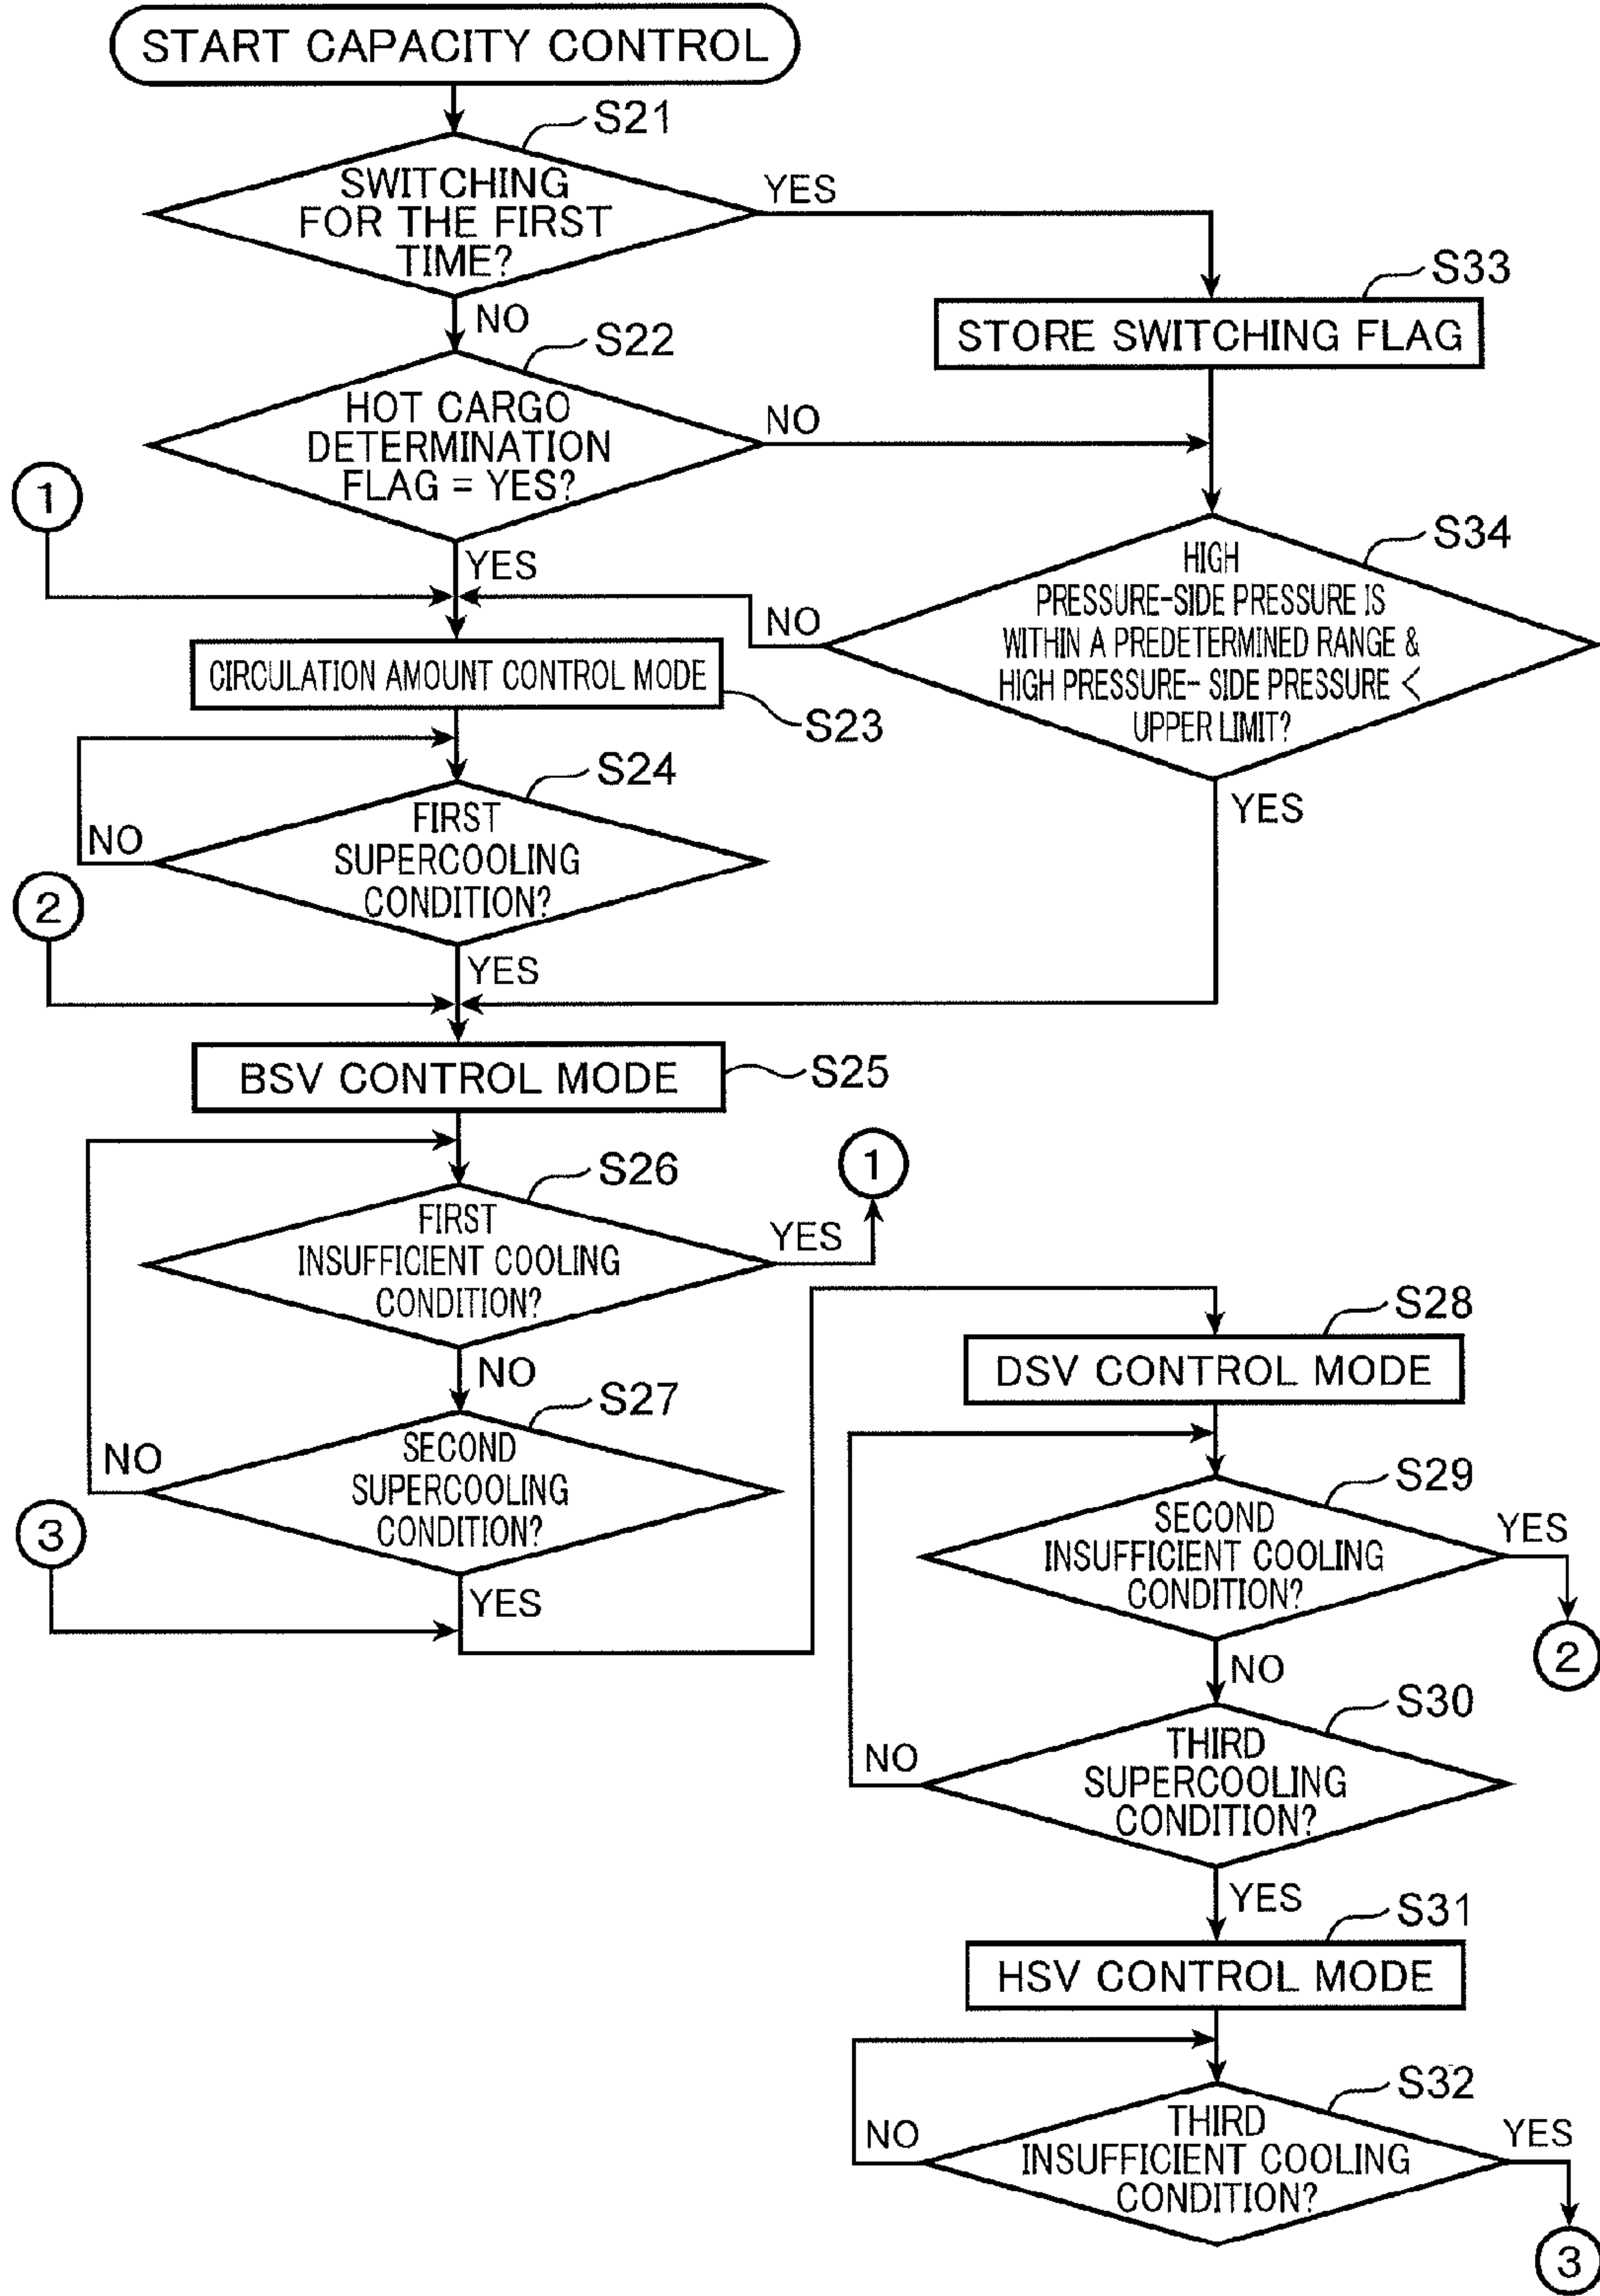 START CAPACITY CONTROL
S21
SWITCHING
FOR THE FIRST
TIME?
YES
NO
S33
STORE SWITCHING FLAG
S22
HOT CARGO
DETERMINATION
FLAG = YES?
NO
YES
1
S34
HIGH
PRESSURE-SIDE PRESSURE IS
WITHIN A PREDETERMINED RANGE &
HIGH PRESSURE- SIDE PRESSURE <
UPPER LIMIT?
NO
YES
CIRCULATION AMOUNT CONTROL MODE
S23
S24
FIRST
SUPERCOOLING
CONDITION?
NO
YES
2
BSV CONTROL MODE
S25
S26
FIRST
INSUFFICIENT COOLING
CONDITION?
YES
1
NO
S27
SECOND
SUPERCOOLING
CONDITION?
NO
YES
3
S28
DSV CONTROL MODE
S29
SECOND
INSUFFICIENT COOLING
CONDITION?
YES
2
NO
S30
THIRD
SUPERCOOLING
CONDITION?
NO
YES
S31
HSV CONTROL MODE
S32
THIRD
INSUFFICIENT COOLING
CONDITION?
NO
YES
3